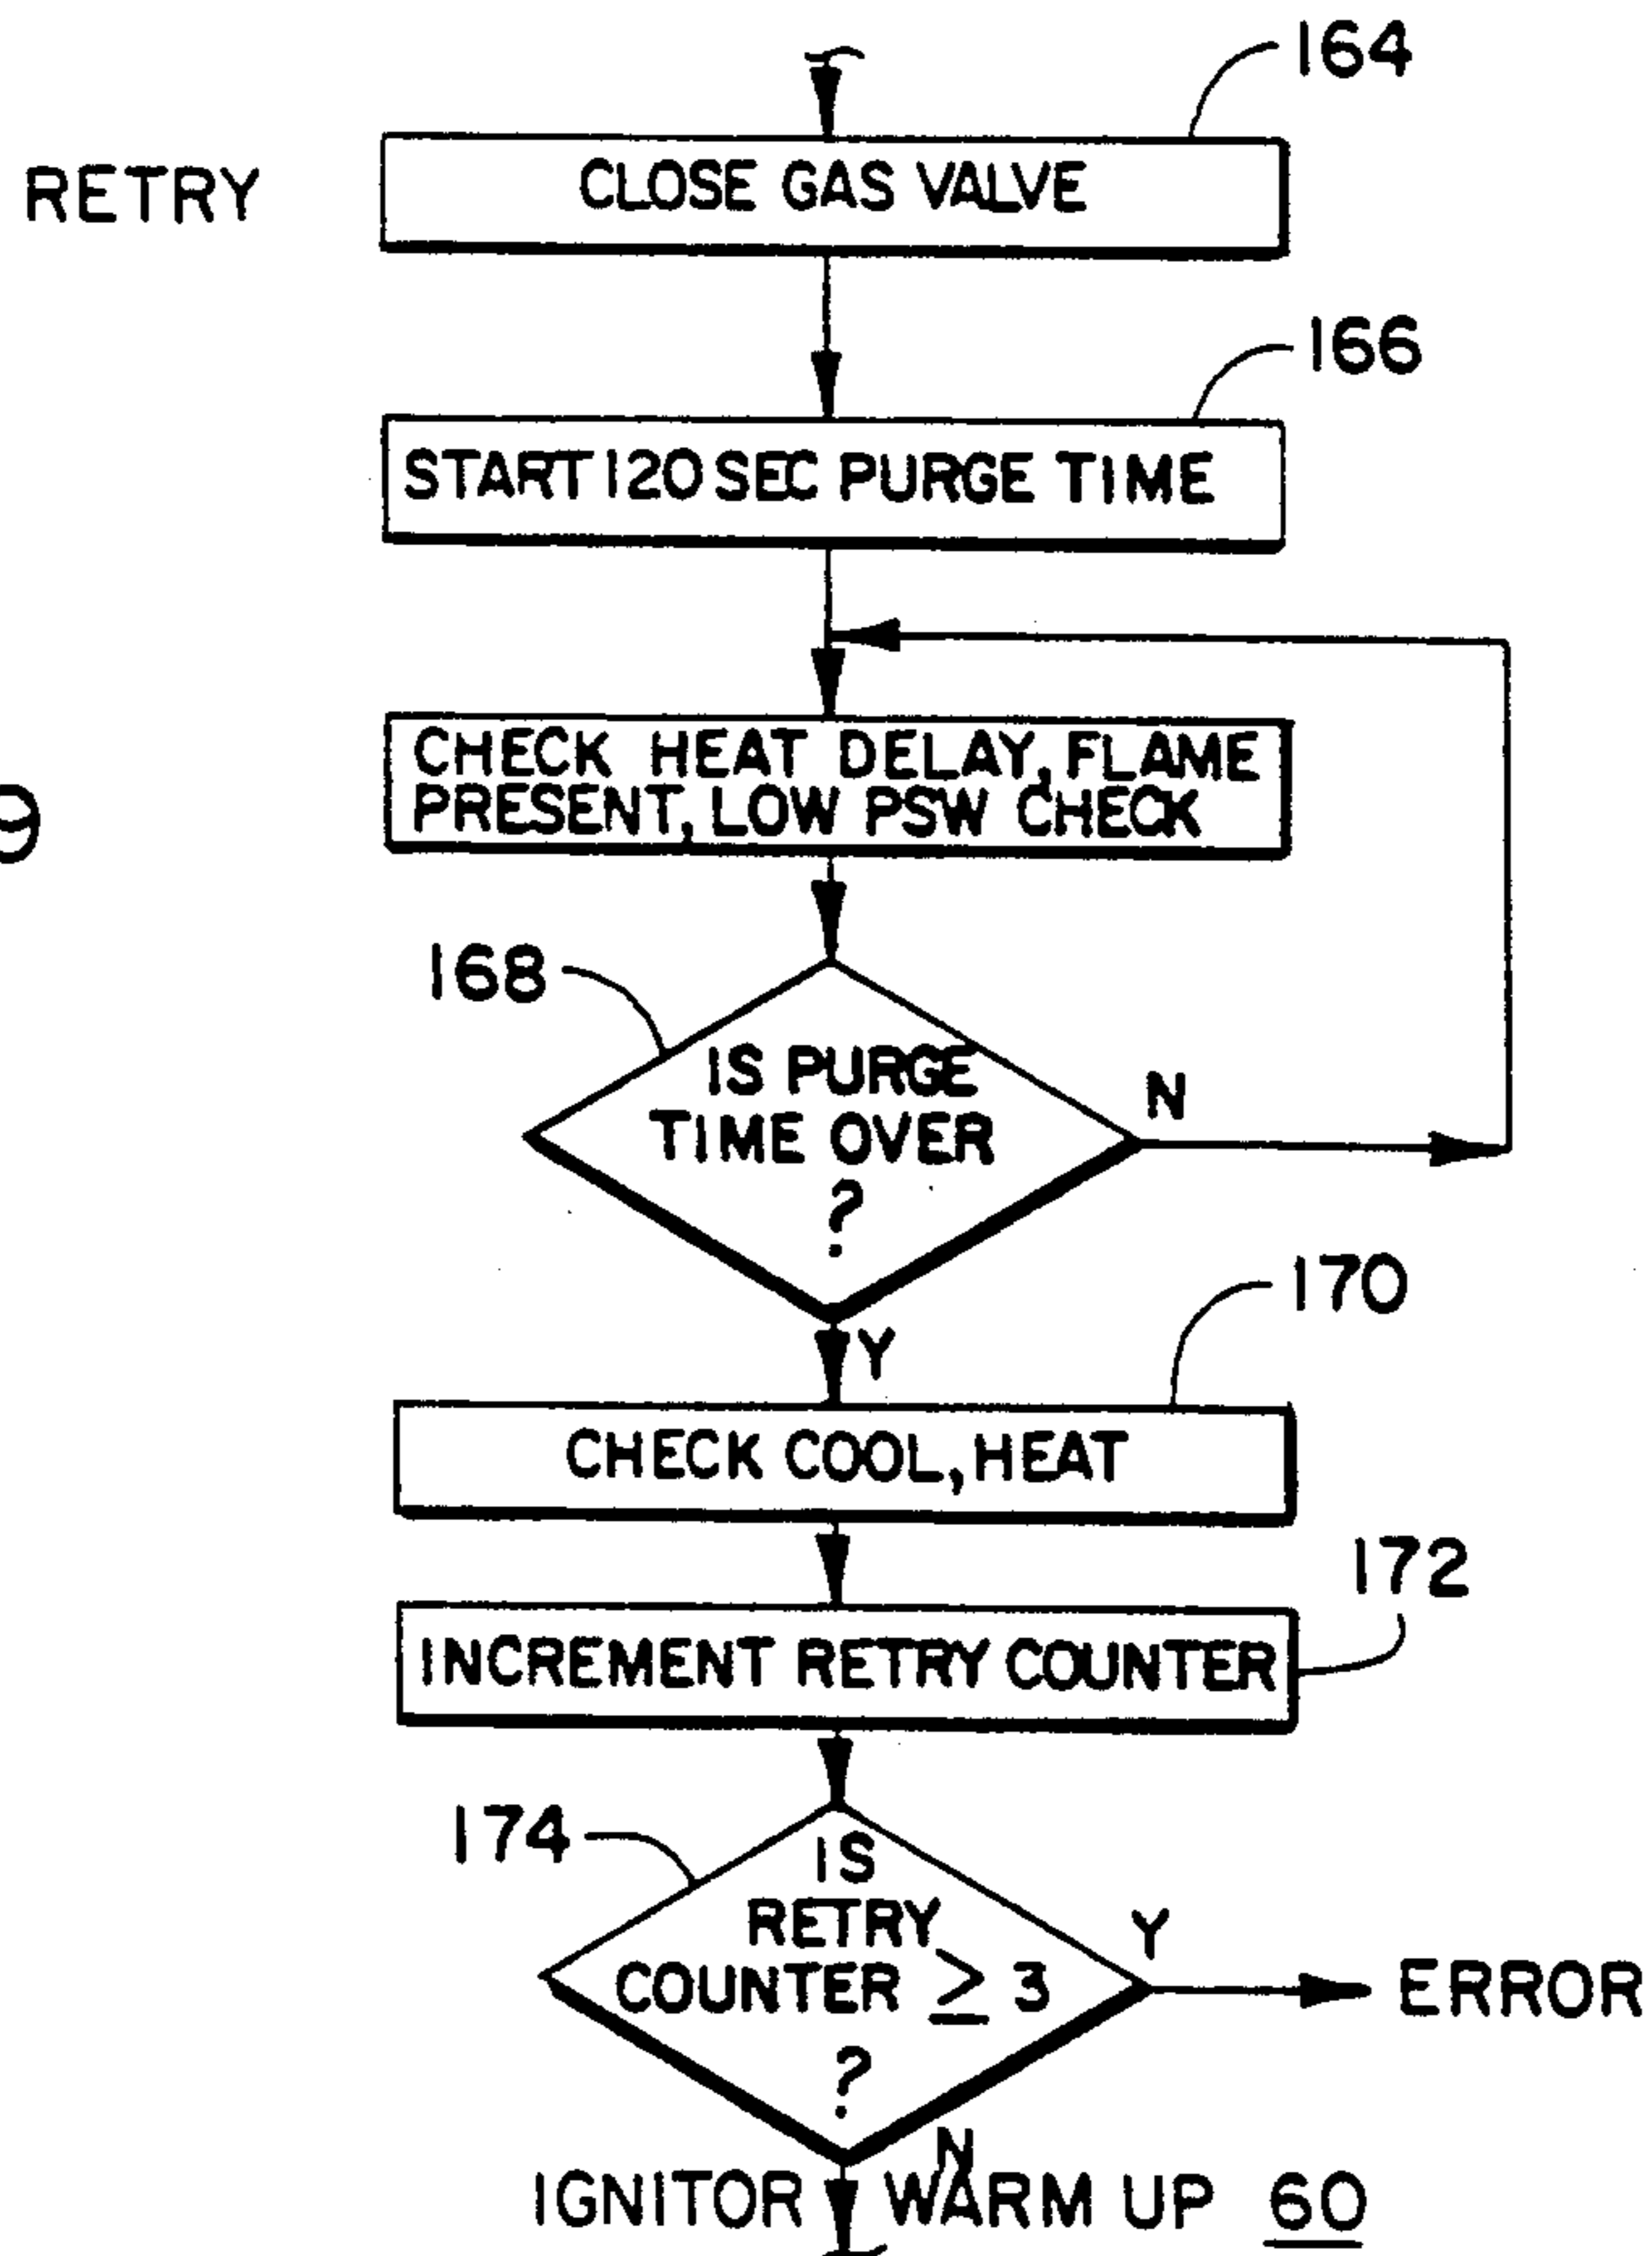 164
RETRY
CLOSE GAS VALVE
166
START 120 SEC PURGE TIME
CHECK HEAT DELAY, FLAME
PRESENT, LOW PSW CHECK
9
168
IS PURGE
TIME OVER
?
N
Y
170
CHECK COOL, HEAT
172
INCREMENT RETRY COUNTER
174
IS
RETRY
COUNTER ≥ 3
?
Y
ERROR
N
IGNITOR WARM UP 60